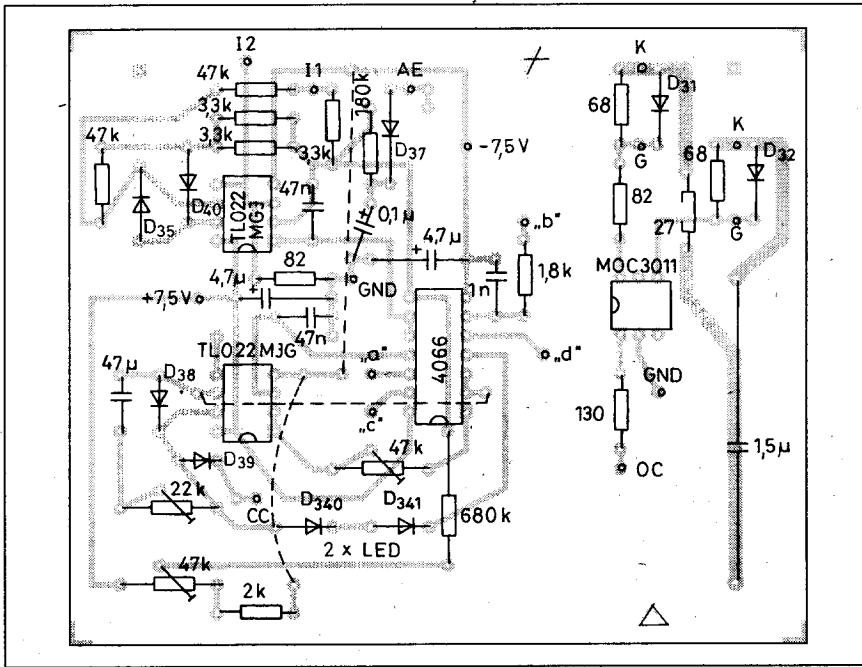 I2
47k
I1
180k
AE
K
D31
3,3k
68
47k
3,3k
33k
D37
-7,5V
G
68
K
D32
47n
D40
TL022
MG3
82
D35
0,1µ
+
„b"
27
G
4,7µ
+
82
4,7µ
+
GND
1n
1,8k
MOC3011
+7,5V
47n
TL022MJG
„a"
4066
„d"
47µ
D38
GND
„c"
130
47k
D39
OC
1,5µ
22k
CC
D340
D341
680k
2 x LED
47k
2k